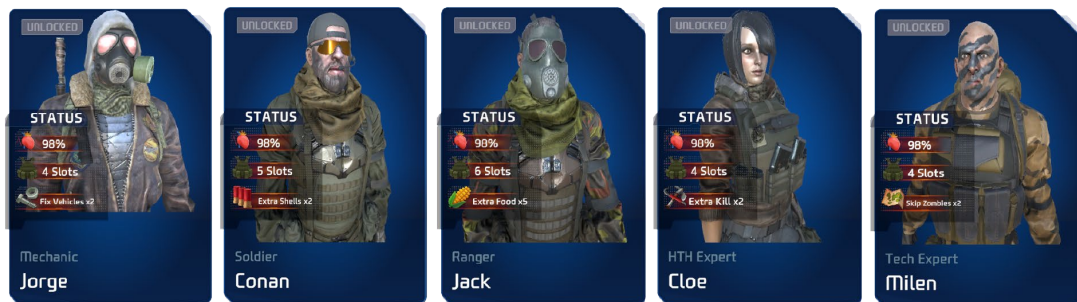 UNLOCKED
STATUS
98%
4 Slots
Fix Vehicles x2
Mechanic
Jorge
UNLOCKED
STATUS
98%
5 Slots
Extra Shells x2
Soldier
Conan
UNLOCKED
STATUS
98%
6 Slots
Extra Food x5
Ranger
Jack
UNLOCKED
STATUS
98%
4 Slots
Extra Kill x2
HTH Expert
Cloe
UNLOCKED
STATUS
98%
4 Slots
Skip Zombies x2
Tech Expert
Milen